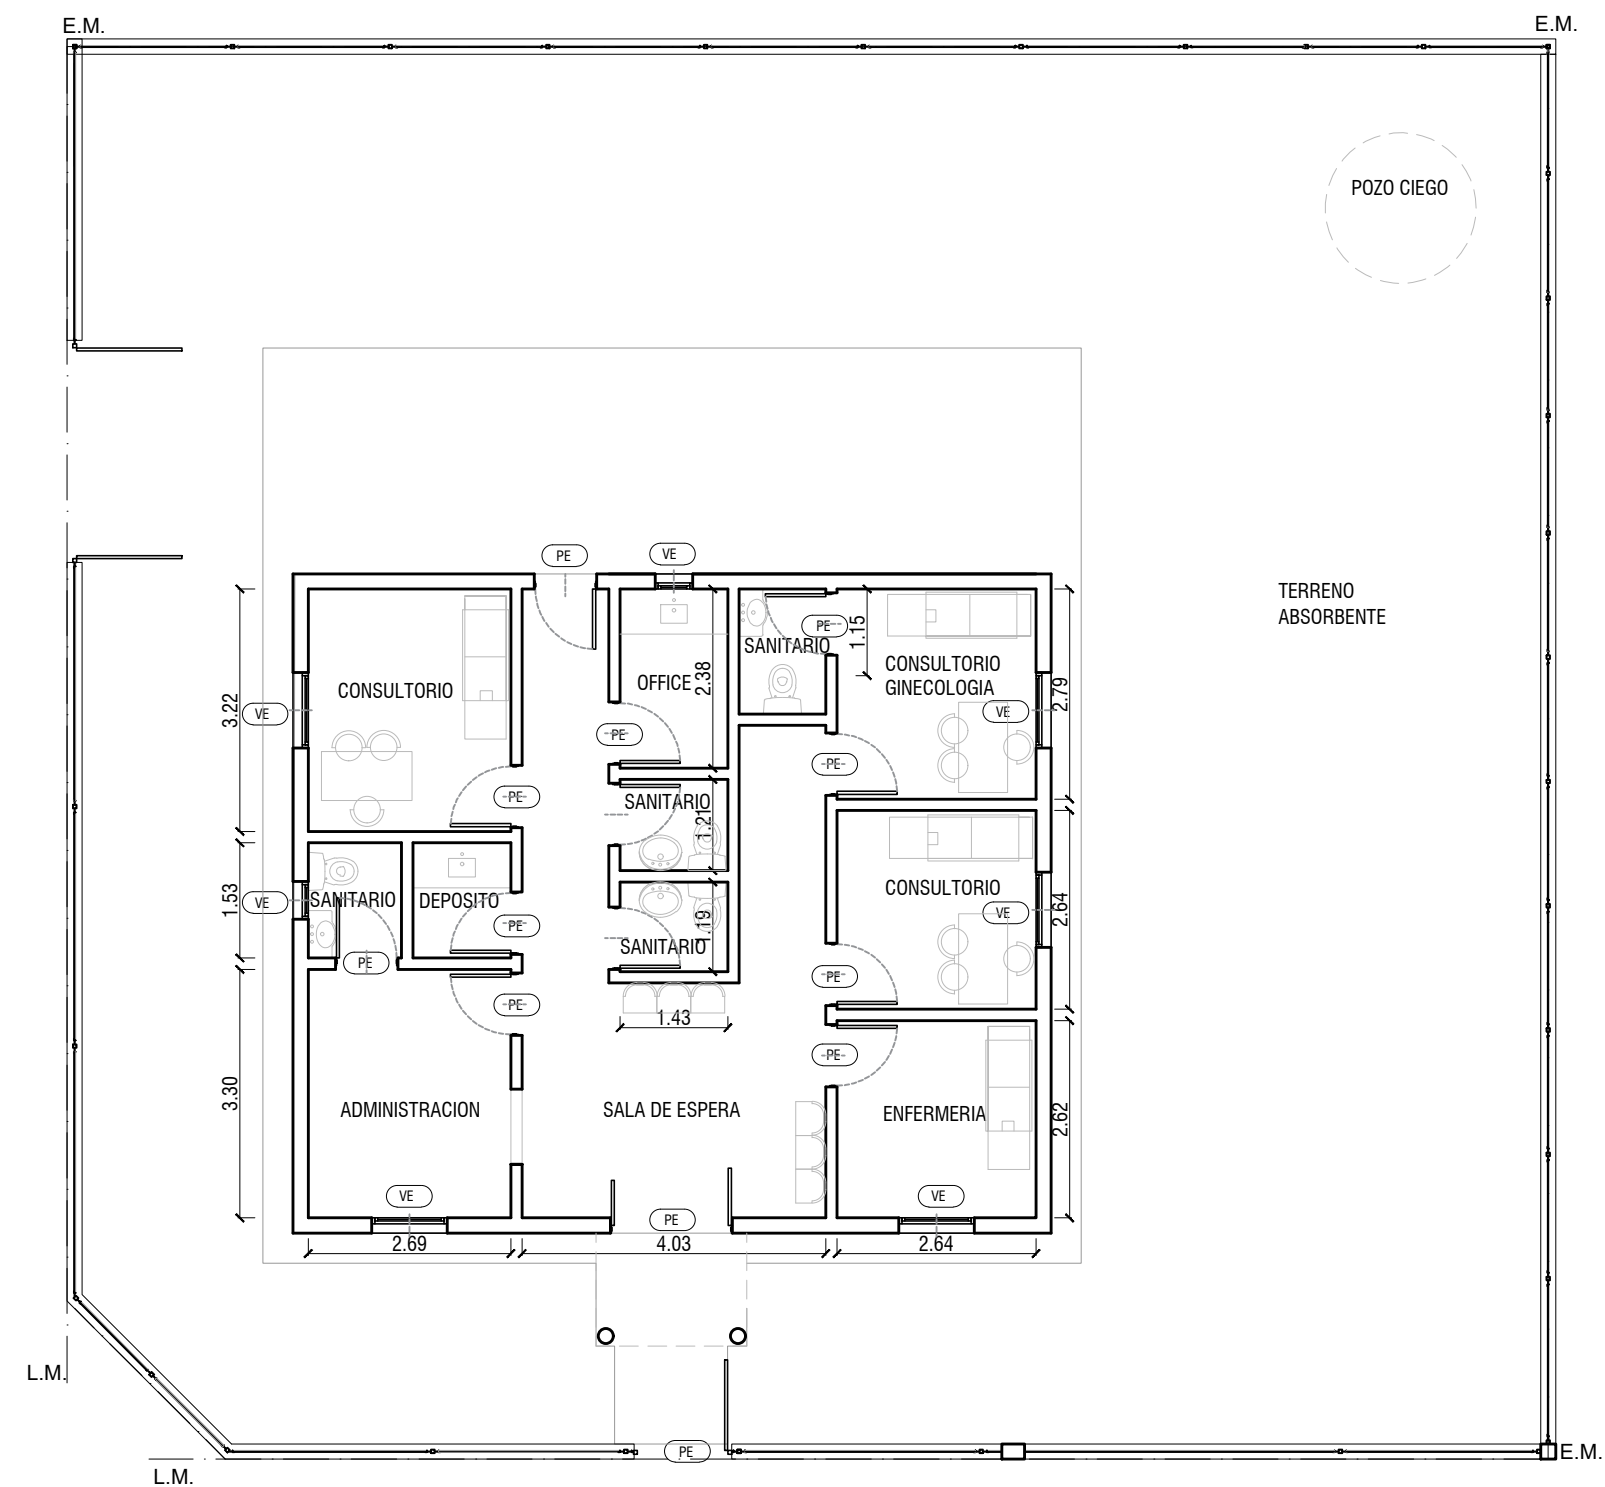 E.M.
E.M.
POZO CIEGO
TERRENO
ABSORBENTE
PE
VE
PE
1.15
SANITARIO
CONSULTORIO
GINECOLOGIA
OFFICE
2.38
CONSULTORIO
3.22
VE
VE
2.79
PE
PE
PE
SANITARIO
1.21
CONSULTORIO
VE
2.64
1.53
VE
SANITARIO
DEPOSITO
PE
1.19
SANITARIO
PE
PE
PE
1.43
PE
3.30
ADMINISTRACION
SALA DE ESPERA
ENFERMERIA
2.62
VE
VE
PE
2.69
4.03
2.64
L.M.
PE
E.M.
L.M.